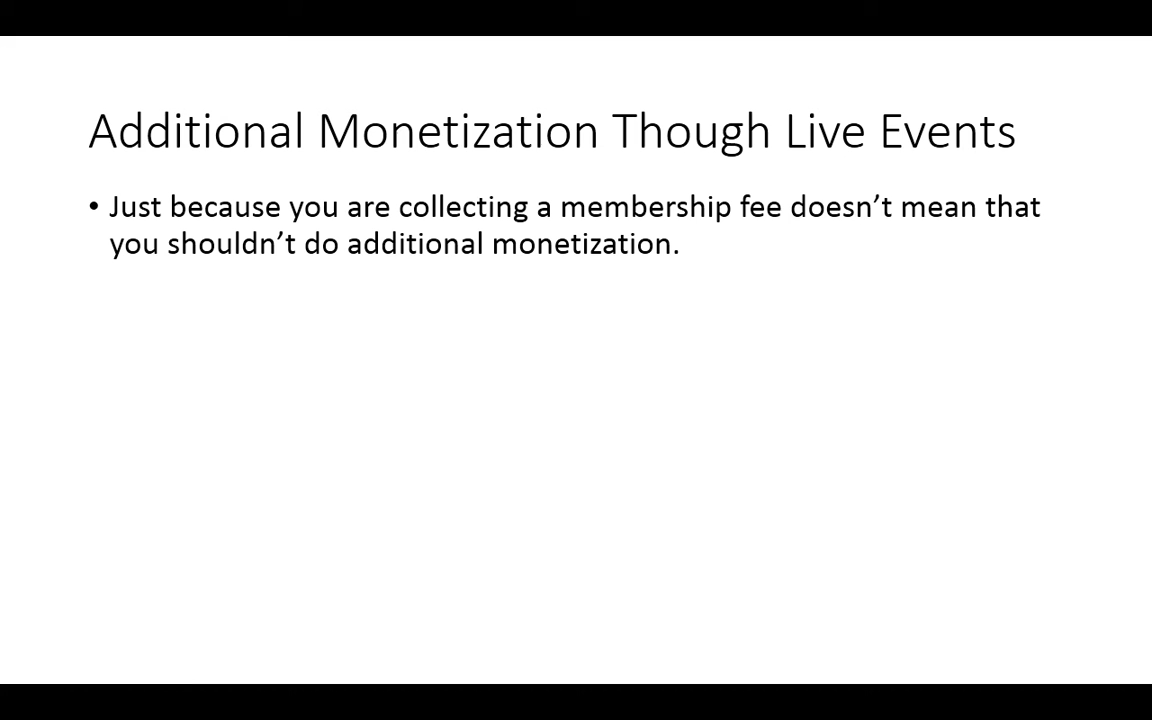 Additional Monetization Though Live Events
• Just because you are collecting a membership fee doesn’t mean that
you shouldn’t do additional monetization.